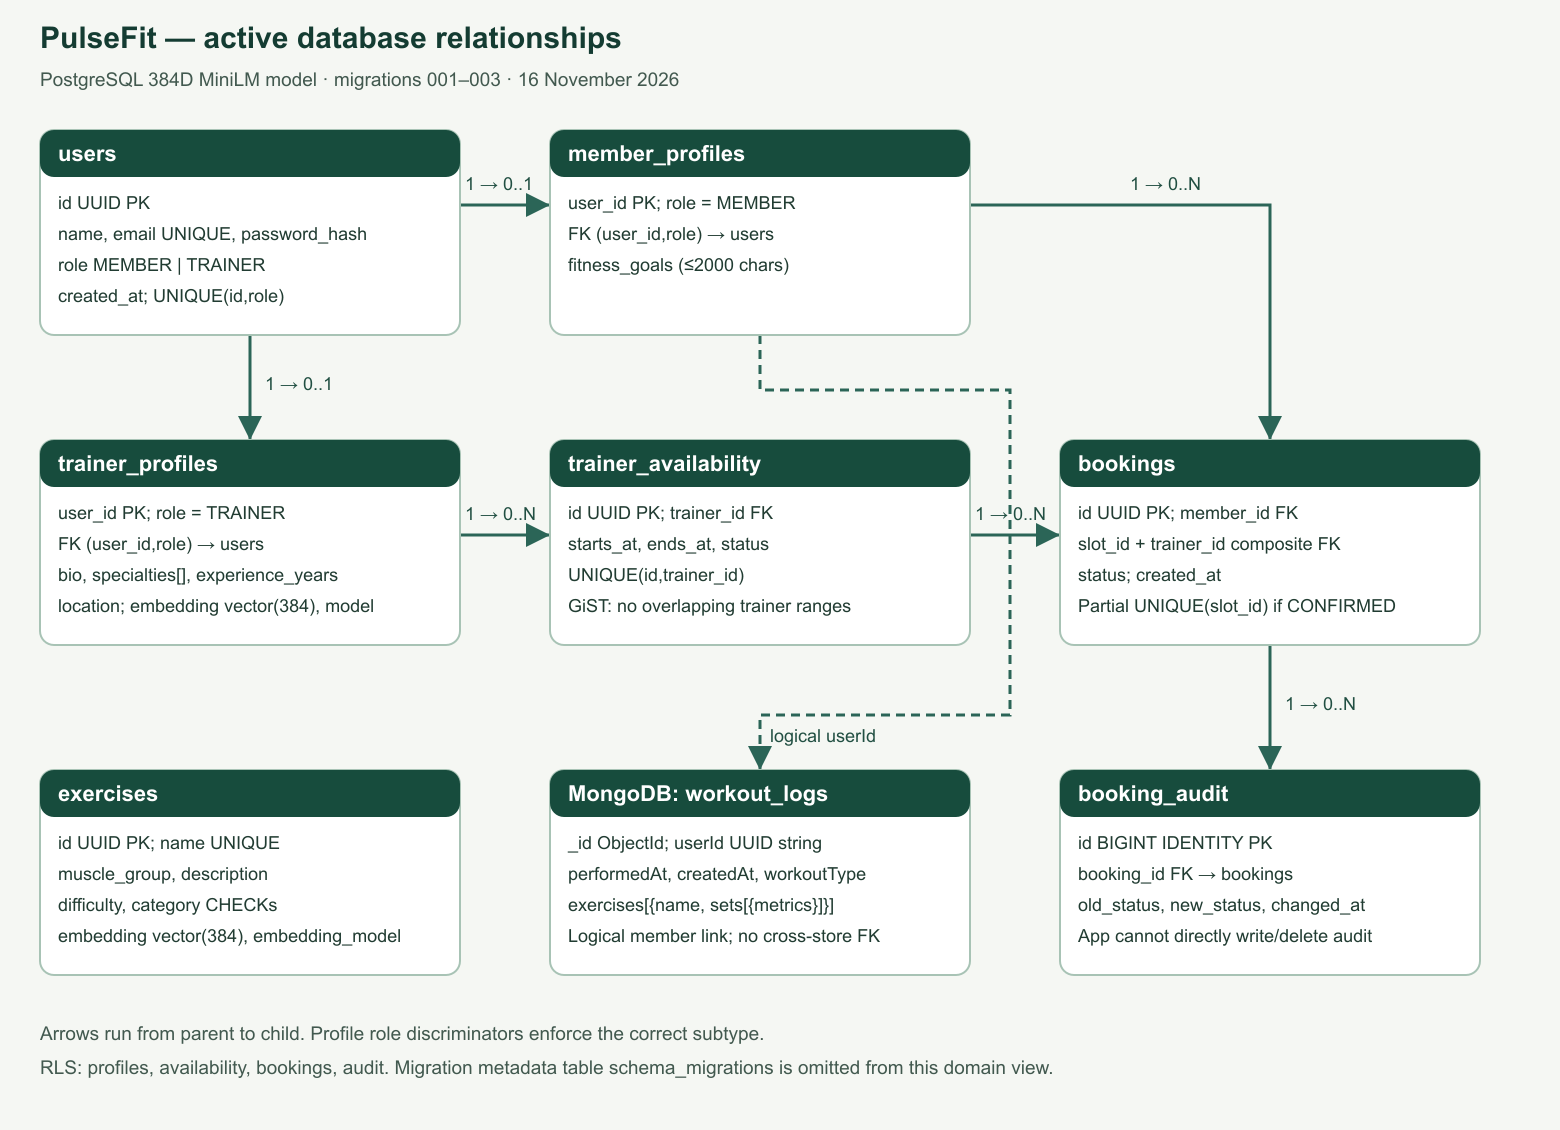 PulseFit — active database relationships
PostgreSQL 384D MiniLM model · migrations 001–003 · 16 November 2026
users
id UUID PK
name, email UNIQUE, password_hash
role MEMBER | TRAINER
created_at; UNIQUE(id,role)
1 → 0..1
member_profiles
user_id PK; role = MEMBER
FK (user_id,role) → users
fitness_goals (≤2000 chars)
1 → 0..N
1 → 0..1
trainer_profiles
user_id PK; role = TRAINER
FK (user_id,role) → users
bio, specialties[], experience_years
location; embedding vector(384), model
1 → 0..N
trainer_availability
id UUID PK; trainer_id FK
starts_at, ends_at, status
UNIQUE(id,trainer_id)
GiST: no overlapping trainer ranges
1 → 0..N
bookings
id UUID PK; member_id FK
slot_id + trainer_id composite FK
status; created_at
Partial UNIQUE(slot_id) if CONFIRMED
1 → 0..N
logical userId
exercises
id UUID PK; name UNIQUE
muscle_group, description
difficulty, category CHECKs
embedding vector(384), embedding_model
MongoDB: workout_logs
_id ObjectId; userId UUID string
performedAt, createdAt, workoutType
exercises[{name, sets[{metrics}]}]
Logical member link; no cross-store FK
booking_audit
id BIGINT IDENTITY PK
booking_id FK → bookings
old_status, new_status, changed_at
App cannot directly write/delete audit
Arrows run from parent to child. Profile role discriminators enforce the correct subtype.
RLS: profiles, availability, bookings, audit. Migration metadata table schema_migrations is omitted from this domain view.